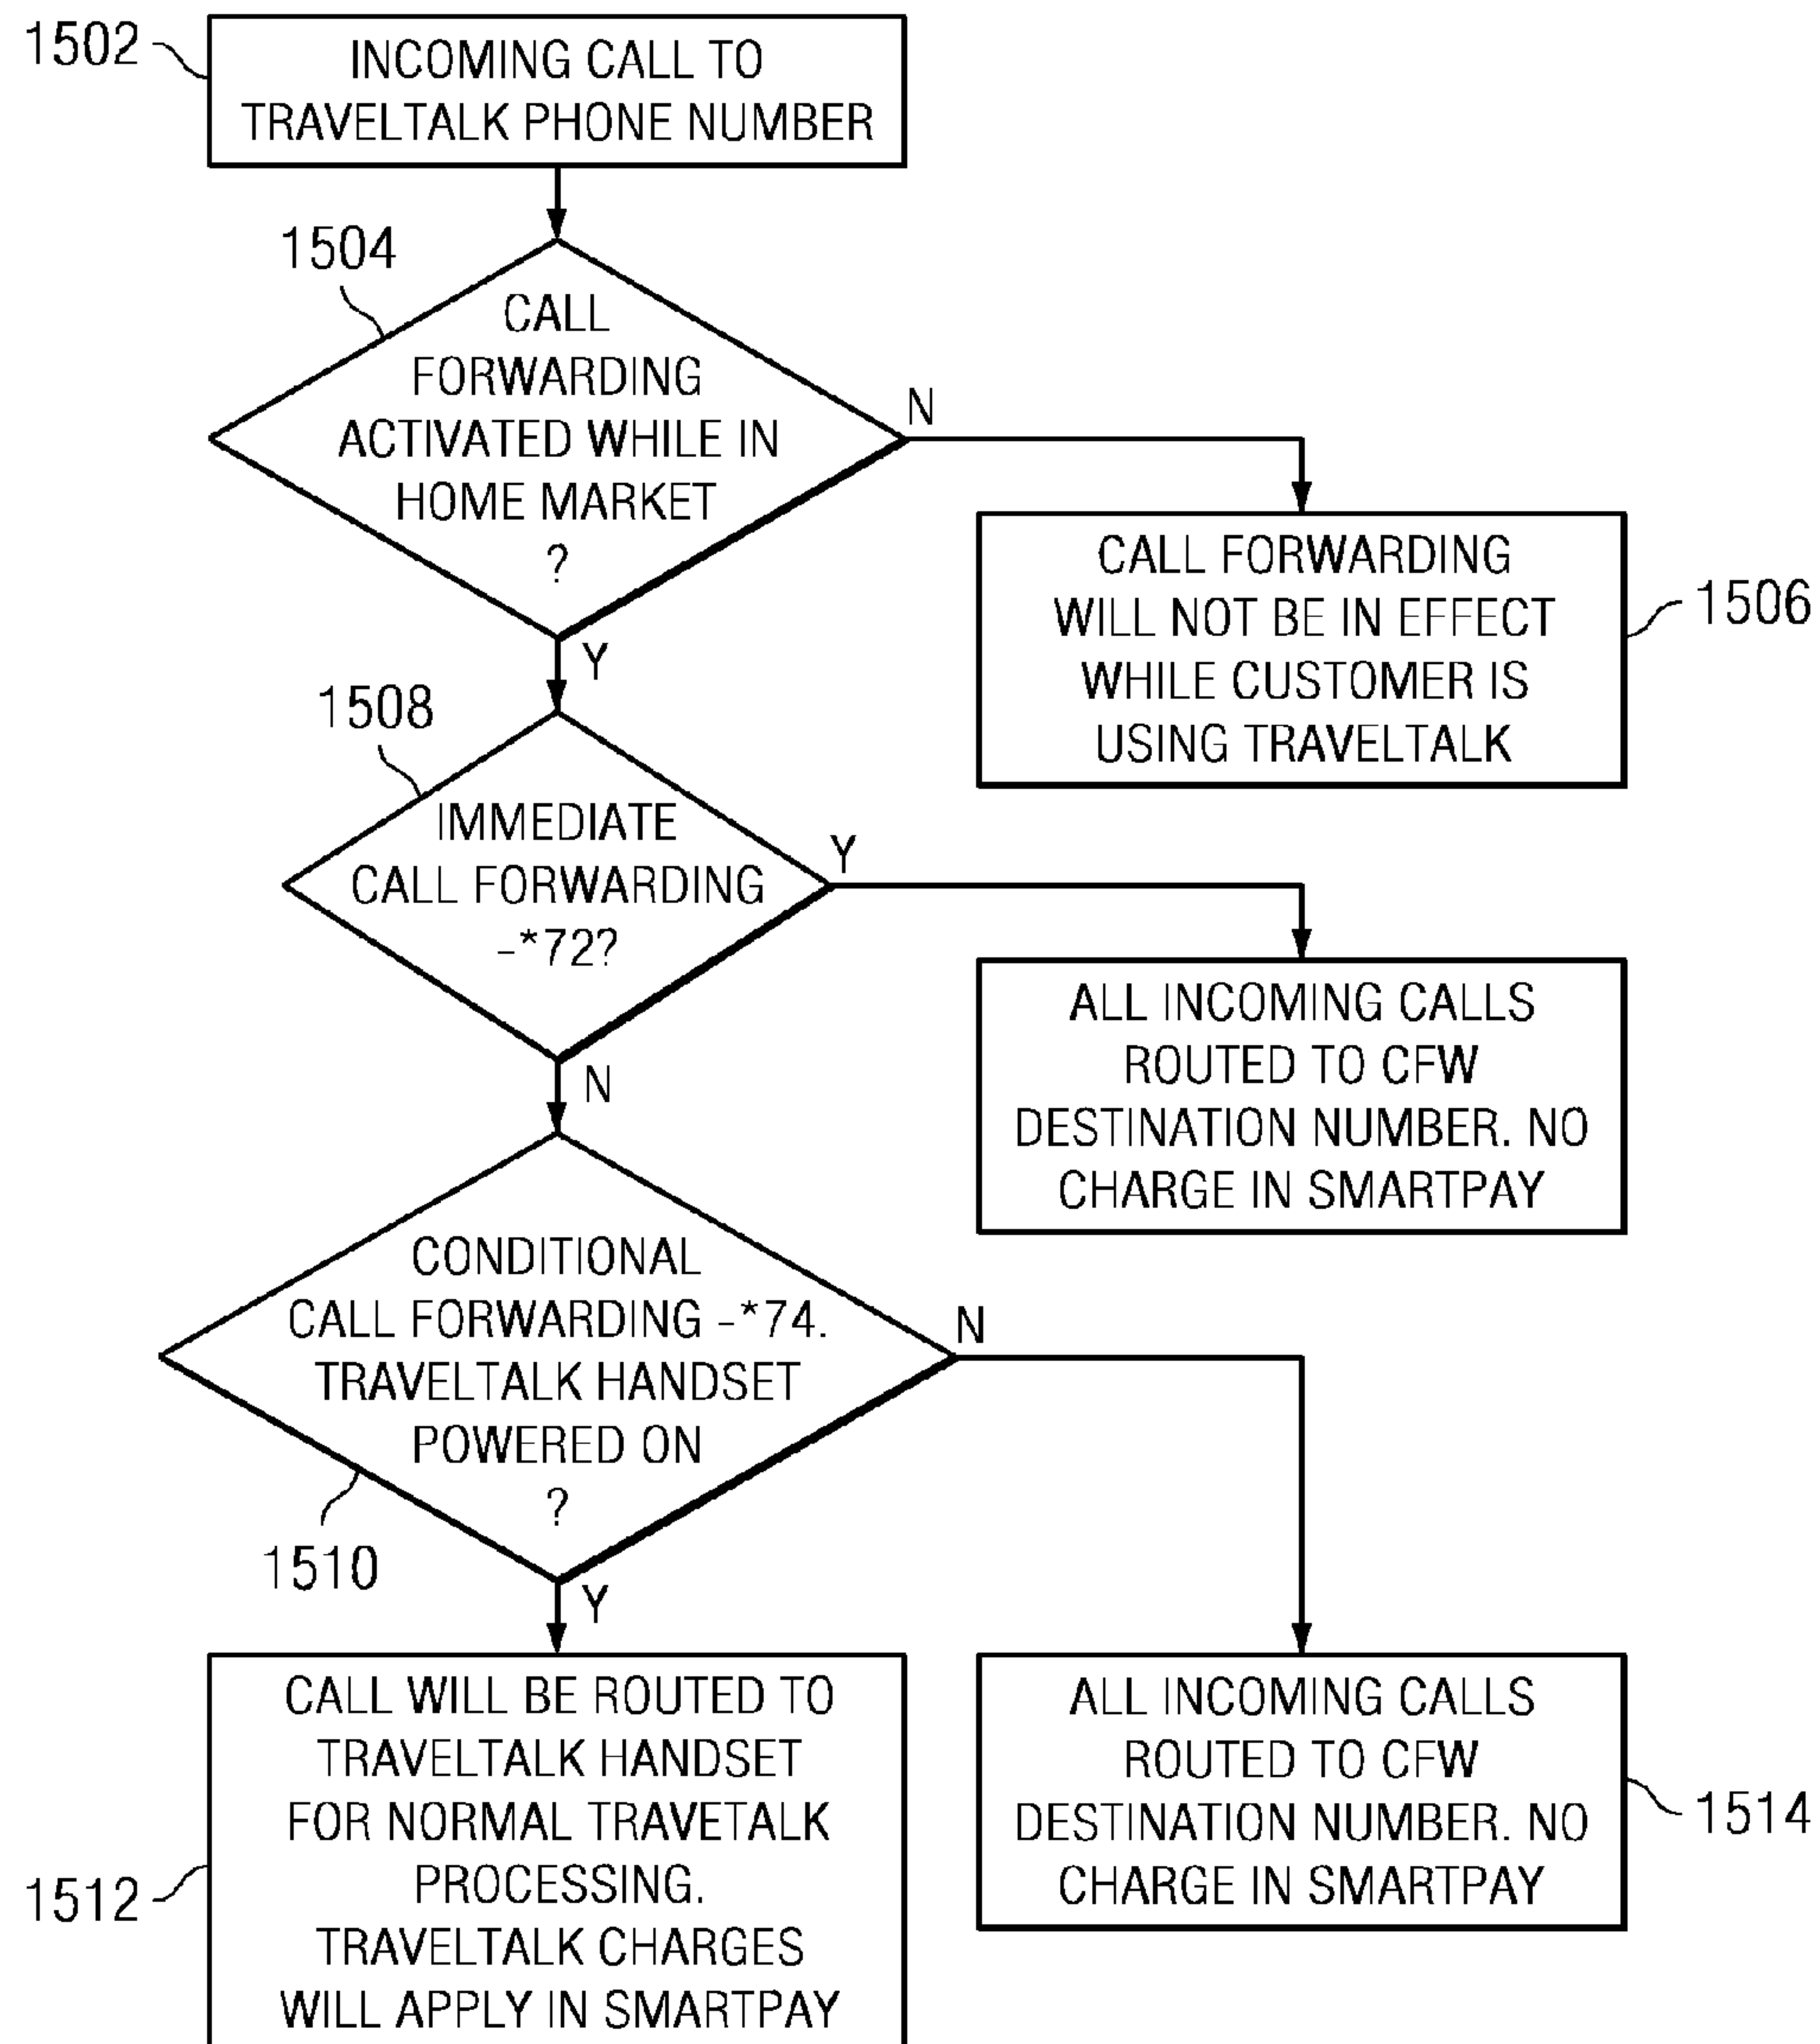 1502
INCOMING CALL TO
TRAVELTALK PHONE NUMBER
1504
CALL
FORWARDING
ACTIVATED WHILE IN
HOME MARKET
?
N
Y
CALL FORWARDING
WILL NOT BE IN EFFECT
WHILE CUSTOMER IS
USING TRAVELTALK
1506
1508
IMMEDIATE
CALL FORWARDING
-*72?
Y
N
ALL INCOMING CALLS
ROUTED TO CFW
DESTINATION NUMBER. NO
CHARGE IN SMARTPAY
CONDITIONAL
CALL FORWARDING -*74.
TRAVELTALK HANDSET
POWERED ON
?
1510
N
Y
CALL WILL BE ROUTED TO
TRAVELTALK HANDSET
FOR NORMAL TRAVETALK
PROCESSING.
TRAVELTALK CHARGES
WILL APPLY IN SMARTPAY
1512
ALL INCOMING CALLS
ROUTED TO CFW
DESTINATION NUMBER. NO
CHARGE IN SMARTPAY
1514